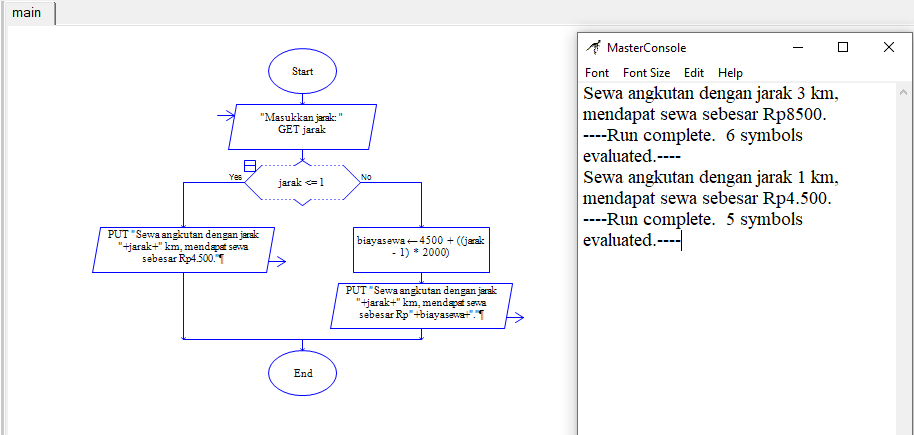 main
Start
"Masukkan jarak: "
GET jarak
Yes
jarak <= 1
No
PUT "Sewa angkutan dengan jarak
"+jarak+" km, mendapat sewa
sebesar Rp4.500."¶
biayasewa ← 4500 + ((jarak
- 1) * 2000)
PUT "Sewa angkutan dengan jarak
"+jarak+" km, mendapat sewa
sebesar Rp"+biayasewa+"."¶
End
MasterConsole
Font Font Size Edit Help
Sewa angkutan dengan jarak 3 km,
mendapat sewa sebesar Rp8500.
----Run complete.  6 symbols
evaluated.----
Sewa angkutan dengan jarak 1 km,
mendapat sewa sebesar Rp4.500.
----Run complete.  5 symbols
evaluated.----